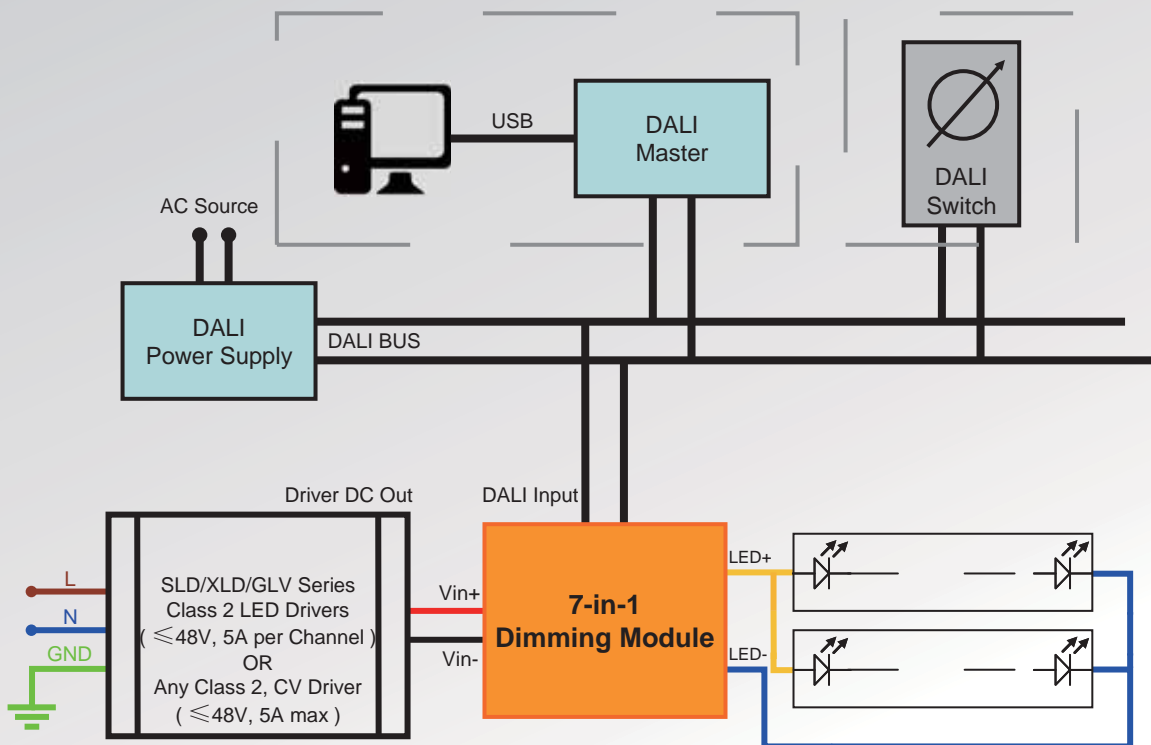 USB
DALI
Master
DALI
Switch
AC Source
DALI
Power Supply
DALI BUS
Driver DC Out
DALI Input
L
N
GND
SLD/XLD/GLV Series
Class 2 LED Drivers
( ≦48V, 5A per Channel )
OR
Any Class 2, CV Driver
( ≦48V, 5A max )
Vin+
Vin-
7-in-1
Dimming Module
LED+
LED-